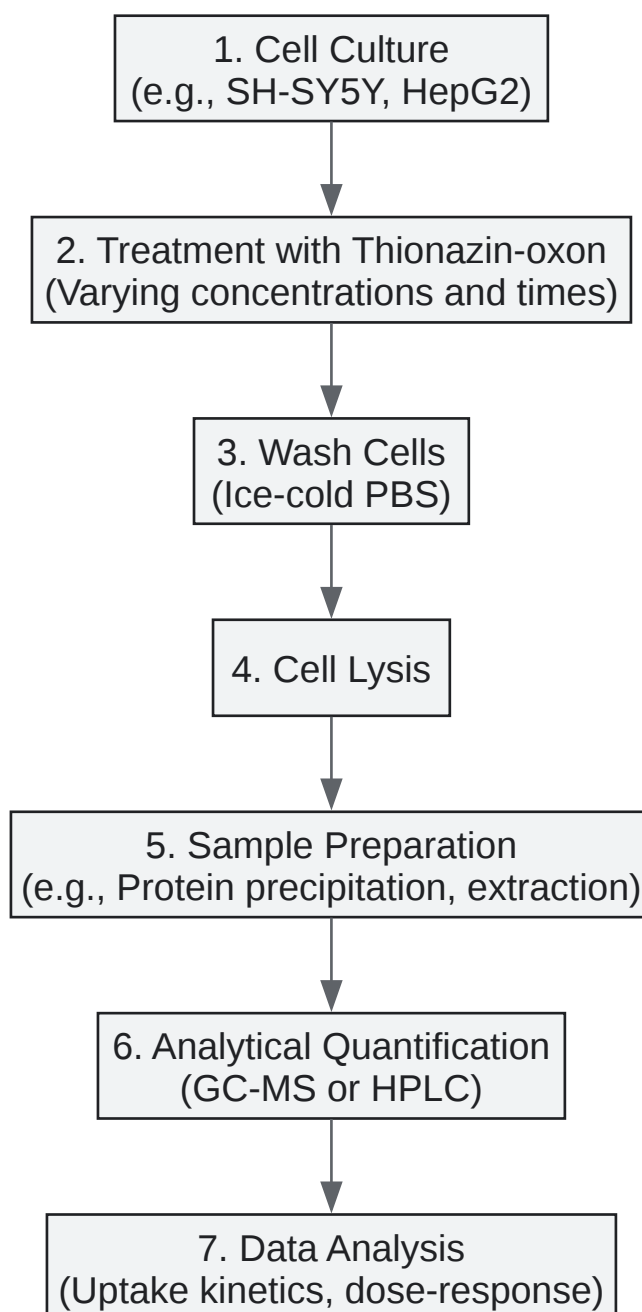 1. Cell Culture
(e.g., SH-SY5Y, HepG2)
2. Treatment with Thionazin-oxon
(Varying concentrations and times)
3. Wash Cells
(Ice-cold PBS)
4. Cell Lysis
5. Sample Preparation
(e.g., Protein precipitation, extraction)
6. Analytical Quantification
(GC-MS or HPLC)
7. Data Analysis
(Uptake kinetics, dose-response)